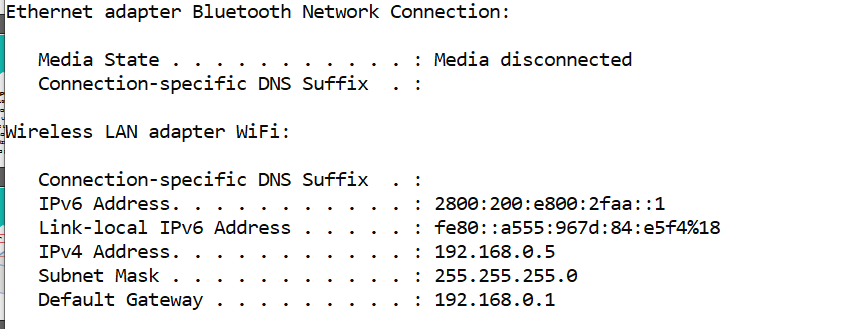 Ethernet adapter Bluetooth Network Connection:
Media State . . . . . . . . . . . : Media disconnected
Connection-specific DNS Suffix  . :
Wireless LAN adapter WiFi:
Connection-specific DNS Suffix  . :
IPv6 Address. . . . . . . . . . . : 2800:200:e800:2faa::1
Link-local IPv6 Address . . . . . : fe80::a555:967d:84:e5f4%18
IPv4 Address. . . . . . . . . . . : 192.168.0.5
Subnet Mask . . . . . . . . . . . : 255.255.255.0
Default Gateway . . . . . . . . . : 192.168.0.1